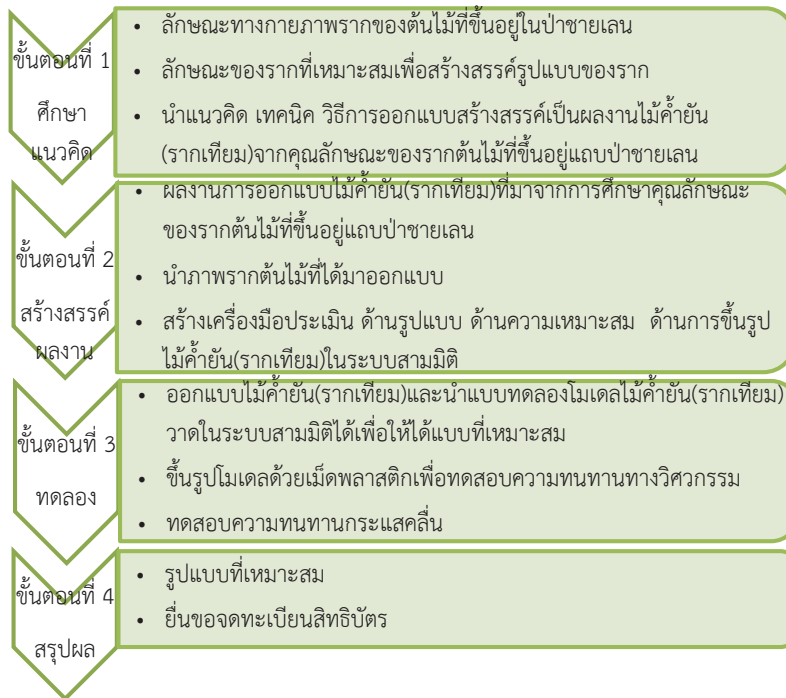 ขั้นตอนที่ 1
ศึกษา
แนวคิด
• ลักษณะทางกายภาพรากของต้นไม้ที่ขึ้นอยู่ในป่าชายเลน
• ลักษณะของรากที่เหมาะสมเพื่อสร้างสรรค์รูปแบบของราก
• นำแนวคิด เทคนิค วิธีการออกแบบสร้างสรรค์เป็นผลงานไม้ค้ำยัน
(รากเทียม)จากคุณลักษณะของรากต้นไม้ที่ขึ้นอยู่แถบป่าชายเลน
ขั้นตอนที่ 2
สร้างสรรค์
ผลงาน
• ผลงานการออกแบบไม้ค้ำยัน(รากเทียม)ที่มาจากการศึกษาคุณลักษณะ
ของรากต้นไม้ที่ขึ้นอยู่แถบป่าชายเลน
• นำภาพรากต้นไม้ที่ได้มาออกแบบ
• สร้างเครื่องมือประเมิน ด้านรูปแบบ ด้านความเหมาะสม ด้านการขึ้นรูป
ไม้ค้ำยัน(รากเทียม)ในระบบสามมิติ
ขั้นตอนที่ 3
ทดลอง
• ออกแบบไม้ค้ำยัน(รากเทียม)และนำแบบทดลองโมเดลไม้ค้ำยัน(รากเทียม)
วาดในระบบสามมิติได้เพื่อให้ได้แบบที่เหมาะสม
• ขึ้นรูปโมเดลด้วยเม็ดพลาสติกเพื่อทดสอบความทนทานทางวิศวกรรม
• ทดสอบความทนทานกระแสคลื่น
ขั้นตอนที่ 4
สรุปผล
• รูปแบบที่เหมาะสม
• ยื่นขอจดทะเบียนสิทธิบัตร